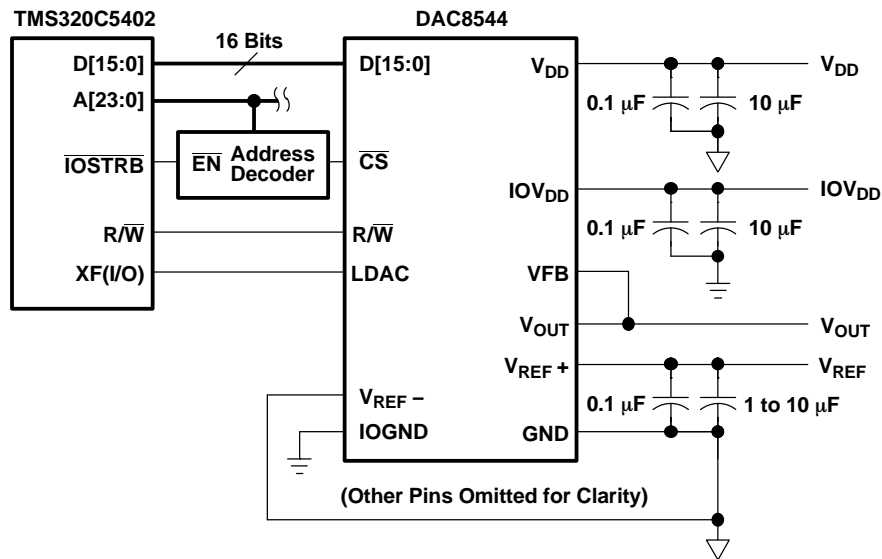 TMS320C5402
DAC8544
16 Bits
D[15:0]
A[23:0]
IOSTRB
R/W
XF(I/O)
EN Address
Decoder
D[15:0]
CS
R/W
LDAC
VREF –
IOGND
VDD
IOVDD
VFB
VOUT
VREF +
GND
0.1 μF
10 μF
VDD
0.1 μF
10 μF
IOVDD
VOUT
VREF
0.1 μF
1 to 10 μF
(Other Pins Omitted for Clarity)